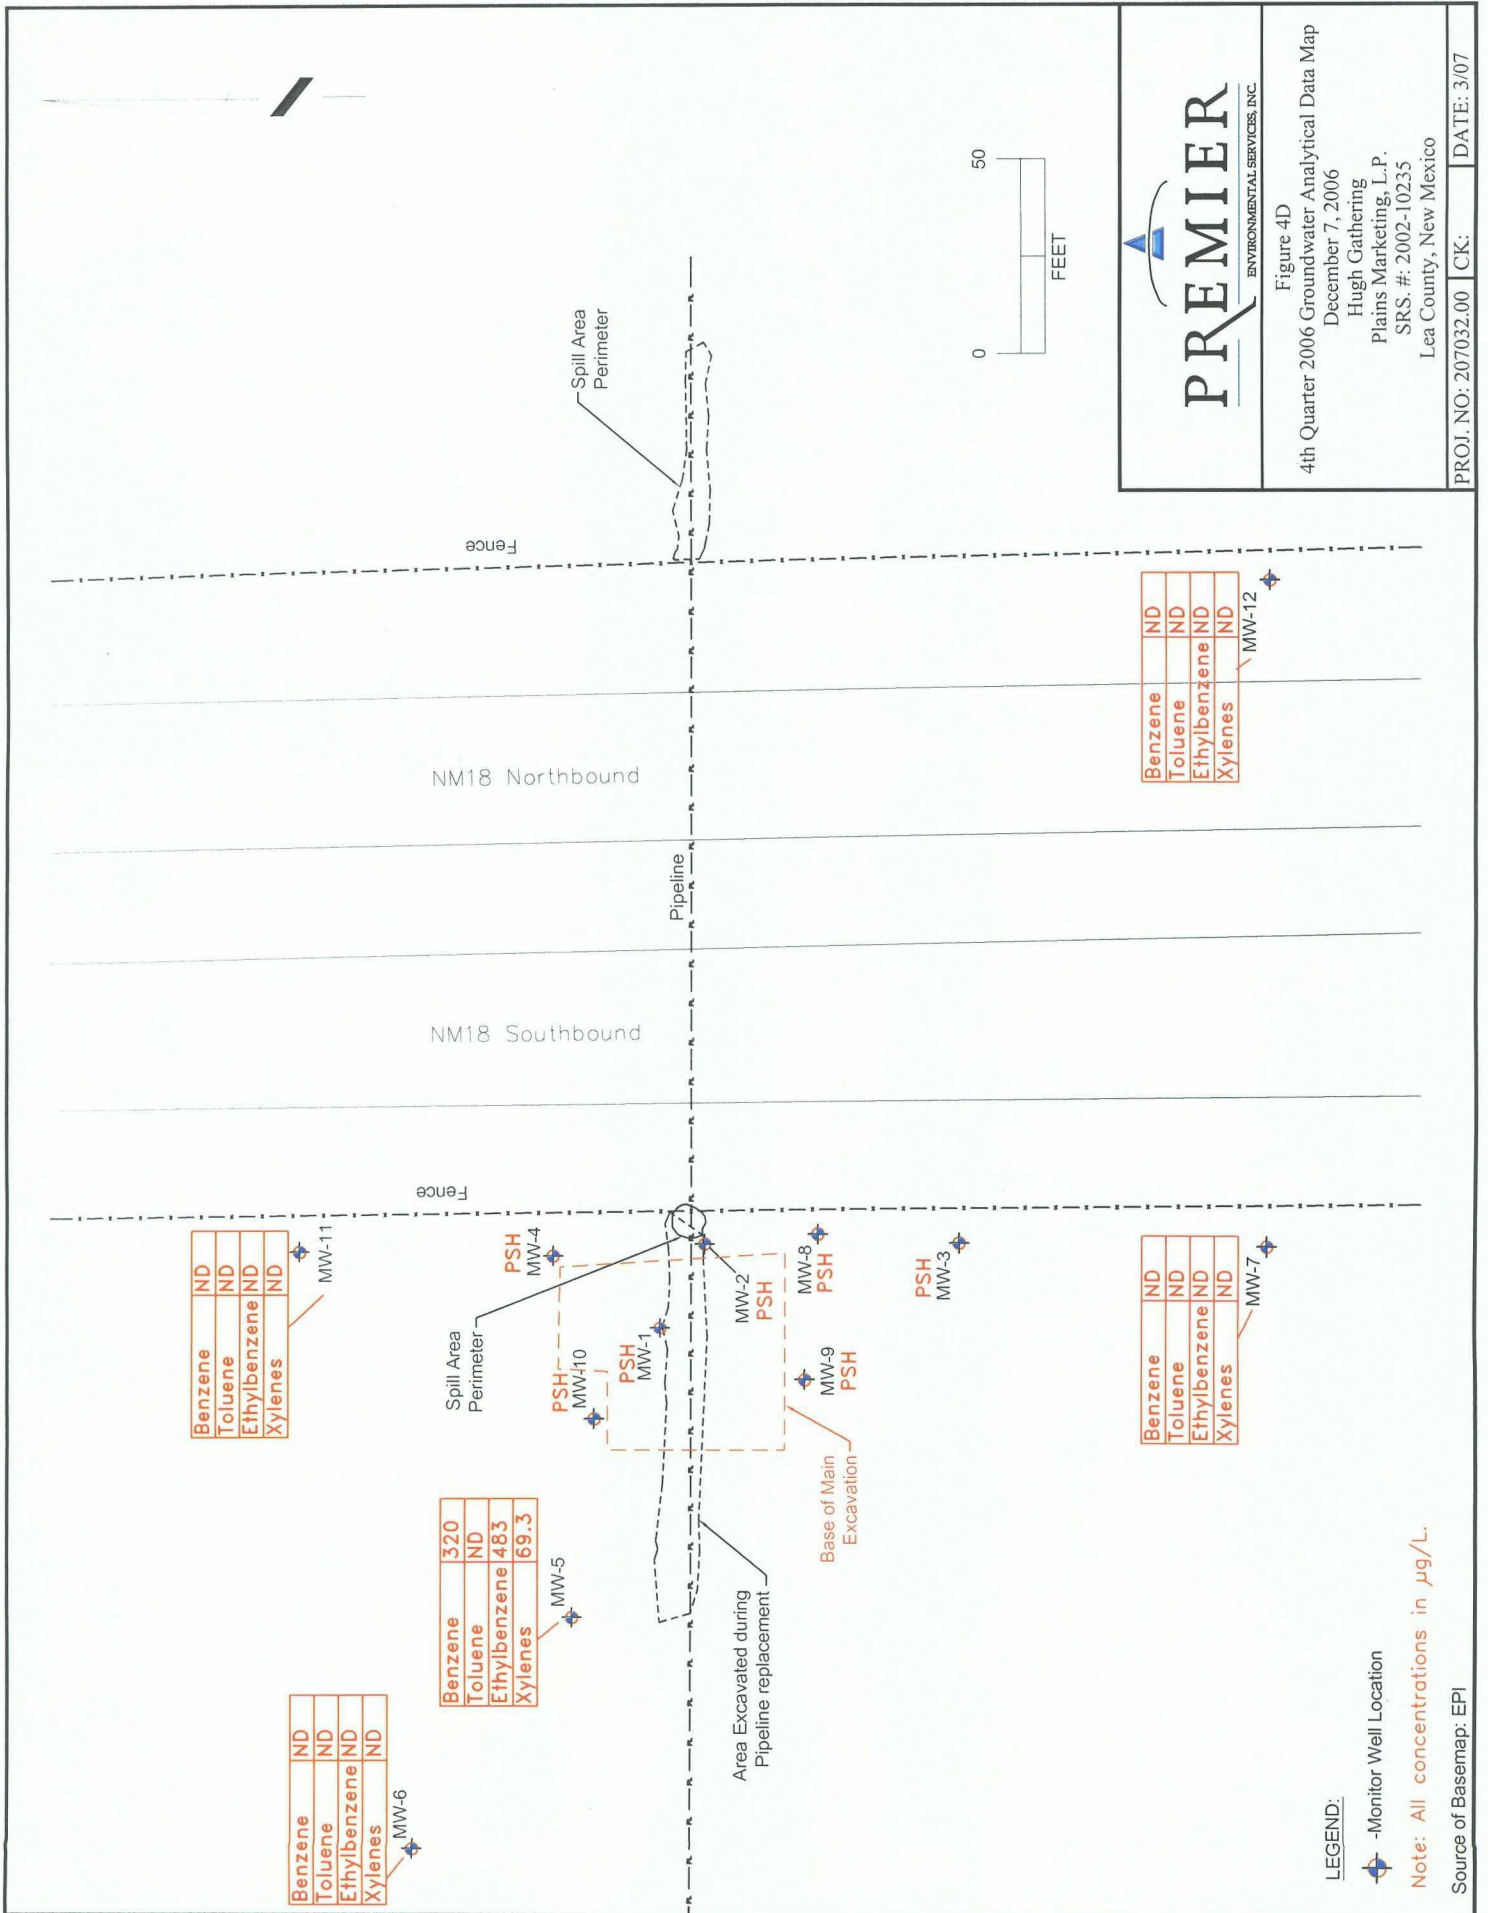 Benzene ND
Toluene ND
Ethylbenzene ND
Xylenes ND
MW-6
Benzene 320
Toluene ND
Ethylbenzene 483
Xylenes 69.3
MW-5
Benzene ND
Toluene ND
Ethylbenzene ND
Xylenes ND
MW-11
Fence
NM18 Southbound
NM18 Northbound
Fence
Spill Area
Perimeter
Spill Area
Perimeter
PSH
MW-4
PSH
MW-10
PSH
MW-1
MW-2
PSH
MW-8
PSH
MW-9
PSH
PSH
MW-3
Pipeline
Area Excavated during
Pipeline replacement
Base of Main
Excavation
Benzene ND
Toluene ND
Ethylbenzene ND
Xylenes ND
MW-7
Benzene ND
Toluene ND
Ethylbenzene ND
Xylenes ND
MW-12
0 50
FEET
LEGEND:
-Monitor Well Location
Note: All concentrations in µg/L.
Source of Basemap: EPI
PREMIER
ENVIRONMENTAL SERVICES, INC.
Figure 4D
4th Quarter 2006 Groundwater Analytical Data Map
December 7, 2006
Hugh Gathering
Plains Marketing, L.P.
SRS. #: 2002-10235
Lea County, New Mexico
PROJ. NO: 207032.00 CK: DATE: 3/07